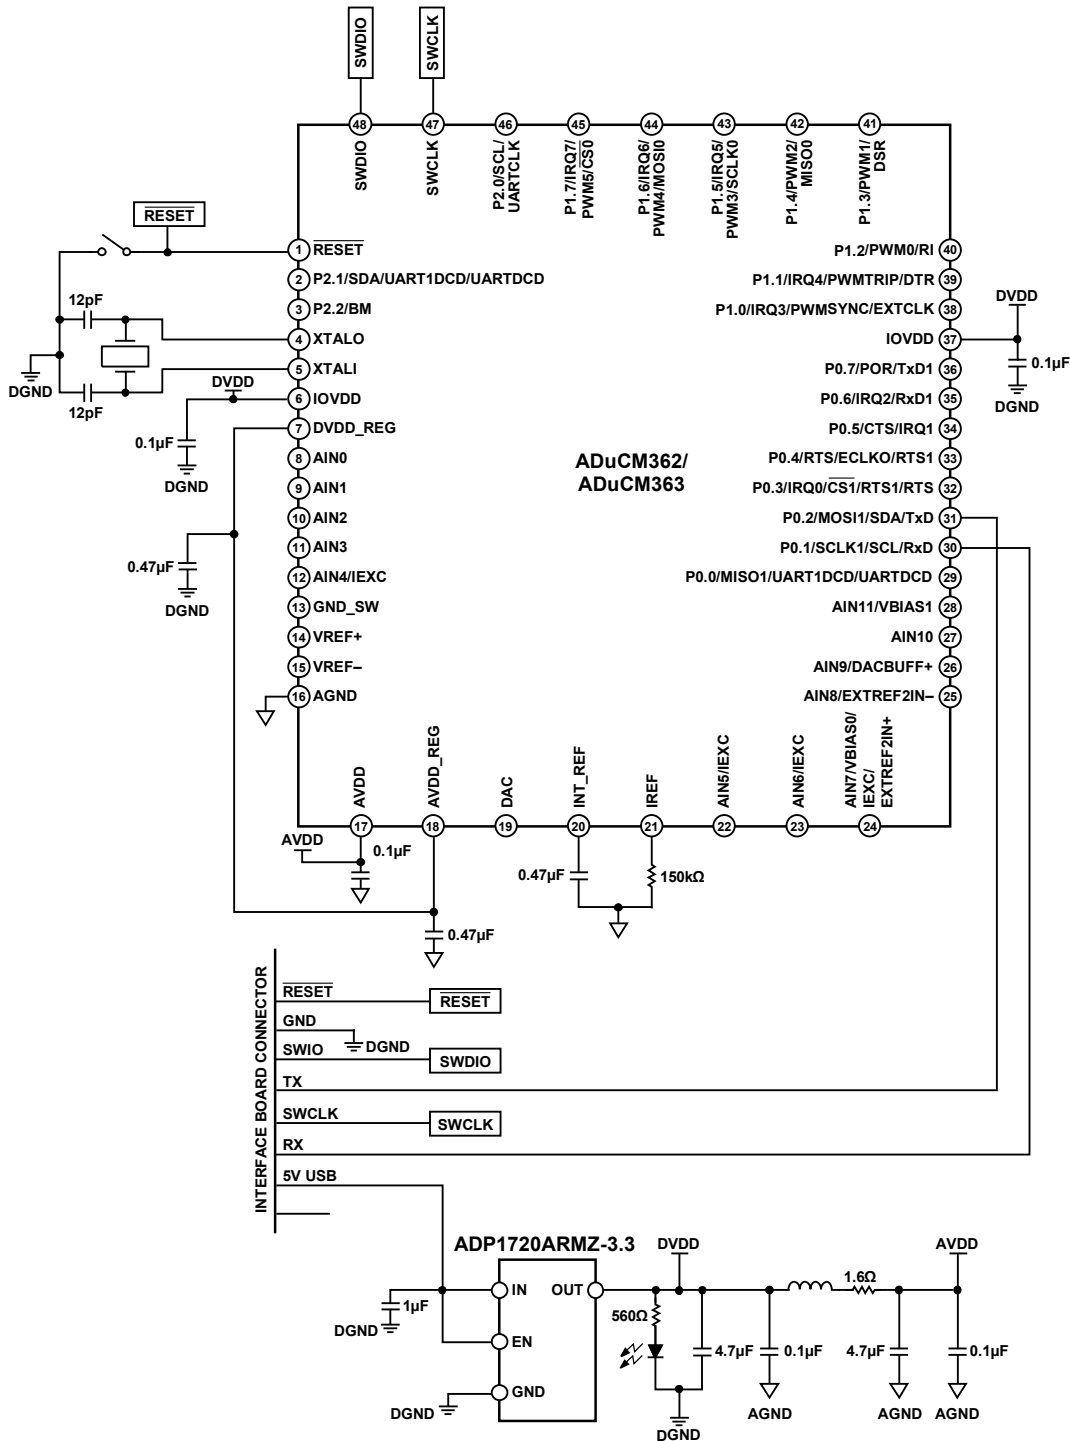 SWDIO
SWCLK
48
47
46
45
44
43
42
41
SWDIO
SWCLK
P2.0/SCL/
UARTCLK
P1.7/IRQ7/
PWM5/CS0
P1.6/IRQ6/
PWM4/MOSI0
P1.5/IRQ5/
PWM3/SCLK0
P1.4/PWM2/
MISO0
P1.3/PWM1/
DSR
RESET
1 RESET
2 P2.1/SDA/UART1DCD/UARTDCD
3 P2.2/BM
4 XTALO
5 XTALI
6 IOVDD
7 DVDD_REG
8 AIN0
9 AIN1
10 AIN2
11 AIN3
12 AIN4/IEXC
13 GND_SW
14 VREF+
15 VREF–
16 AGND
12pF
DGND
12pF
DVDD
0.1µF
DGND
0.47µF
DGND
ADuCM362/
ADuCM363
P1.2/PWM0/RI 40
P1.1/IRQ4/PWMTRIP/DTR 39
P1.0/IRQ3/PWMSYNC/EXTCLK 38
IOVDD 37
P0.7/POR/TxD1 36
P0.6/IRQ2/RxD1 35
P0.5/CTS/IRQ1 34
P0.4/RTS/ECLKO/RTS1 33
P0.3/IRQ0/CS1/RTS1/RTS 32
P0.2/MOSI1/SDA/TxD 31
P0.1/SCLK1/SCL/RxD 30
P0.0/MISO1/UART1DCD/UARTDCD 29
AIN11/VBIAS1 28
AIN10 27
AIN9/DACBUFF+ 26
AIN8/EXTREF2IN– 25
DVDD
0.1µF
DGND
AVDD
AVDD_REG
DAC
INT_REF
IREF
AIN5/IEXC
AIN6/IEXC
AIN7/VBIAS0/
IEXC/
EXTREF2IN+
17
18
19
20
21
22
23
24
AVDD
0.1µF
0.47µF
150kΩ
0.47µF
INTERFACE BOARD CONNECTOR
RESET
RESET
GND
DGND
SWIO
SWDIO
TX
SWCLK
SWCLK
RX
5V USB
ADP1720ARMZ-3.3
IN
OUT
EN
GND
1µF
DGND
DGND
DVDD
AVDD
1.6Ω
560Ω
4.7µF
0.1µF
4.7µF
0.1µF
AGND
AGND
AGND
DGND